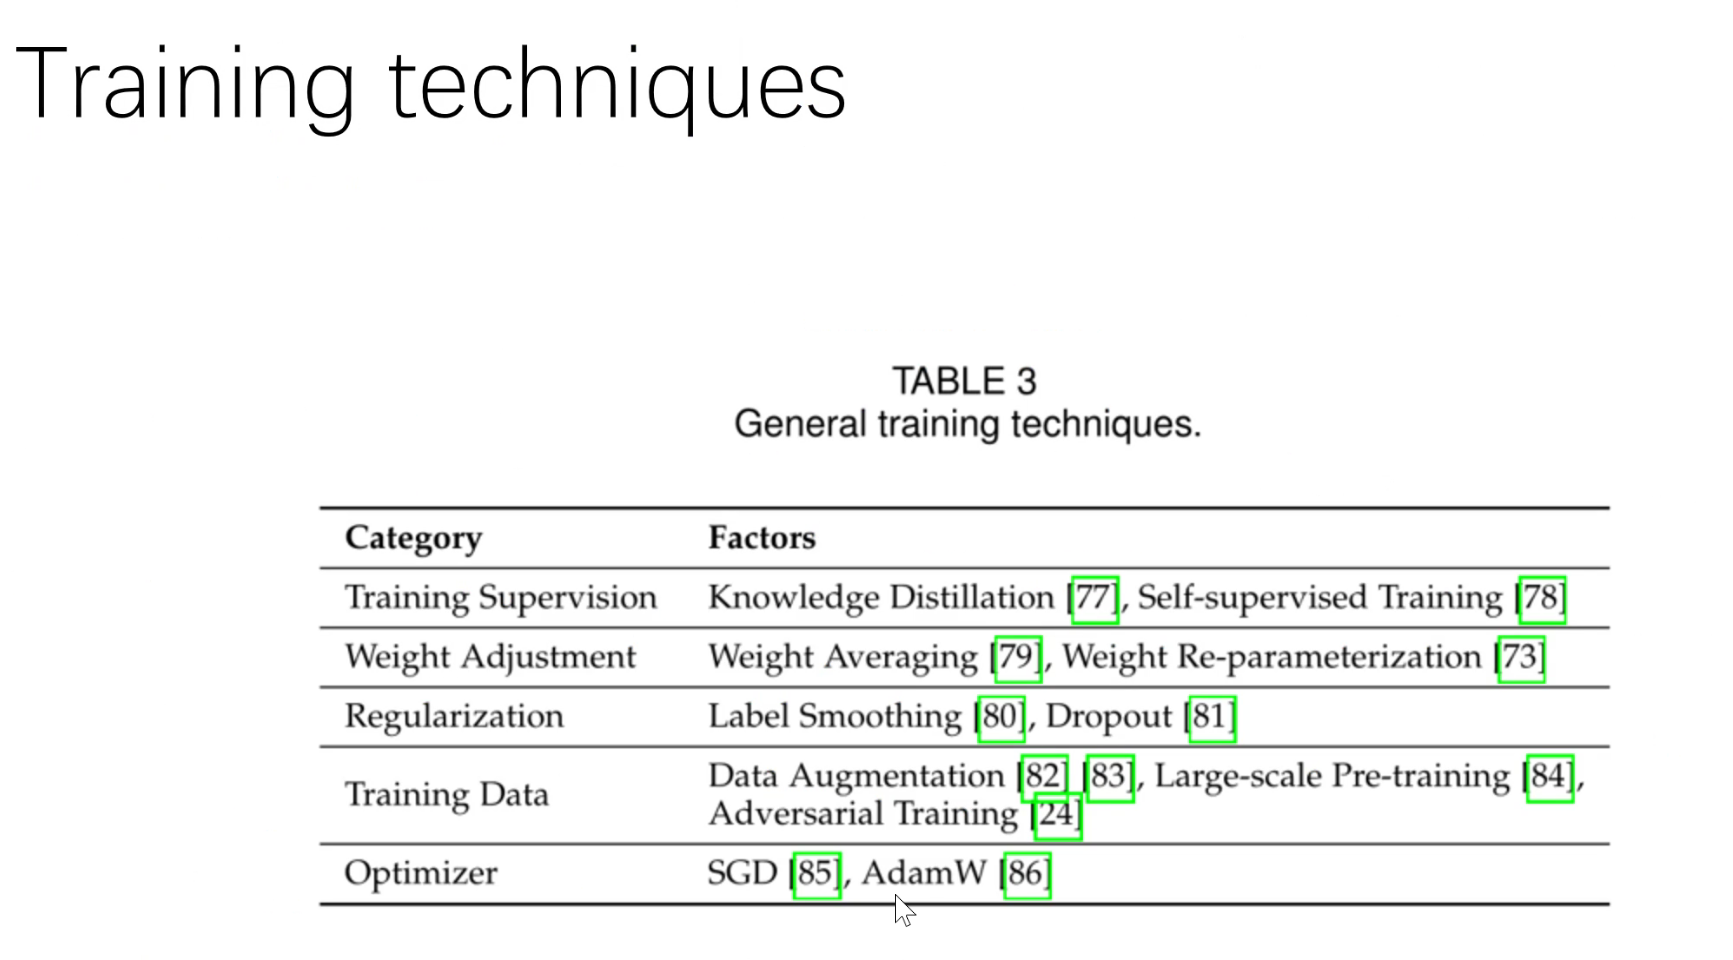 Training techniques
TABLE 3
General training techniques.
Category Factors
Training Supervision Knowledge Distillation [77], Self-supervised Training [78]
Weight Adjustment Weight Averaging [79], Weight Re-parameterization [73]
Regularization Label Smoothing [80], Dropout [81]
Training Data Data Augmentation [82] [83], Large-scale Pre-training [84],
Adversarial Training [24]
Optimizer SGD [85], AdamW [86]